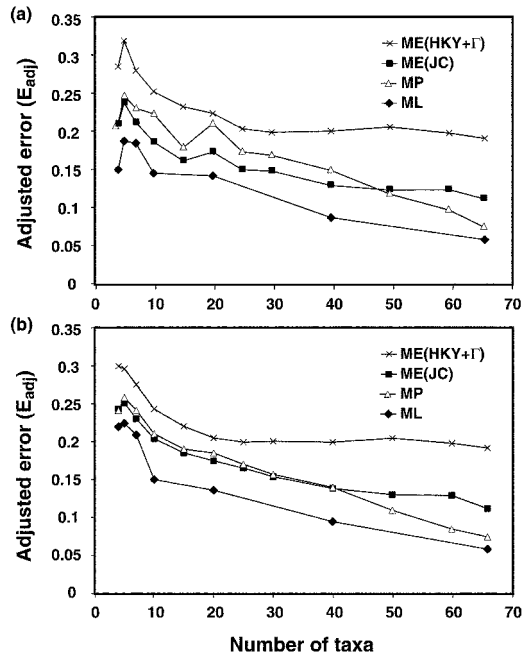 (a)
Adjusted error (Eadj)
0.35
0.3
0.25
0.2
0.15
0.1
0.05
0
ME(HKY+Γ)
ME(JC)
MP
ML
0 10 20 30 40 50 60 70
(b)
Adjusted error (Eadj)
0.35
0.3
0.25
0.2
0.15
0.1
0.05
0
ME(HKY+Γ)
ME(JC)
MP
ML
0 10 20 30 40 50 60 70
Number of taxa